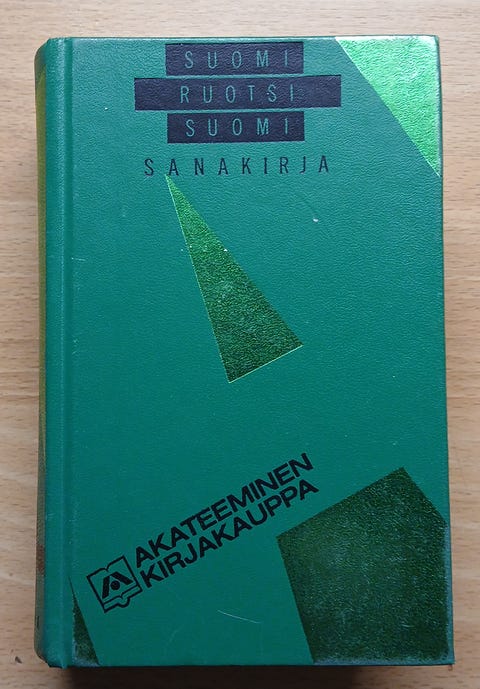 SUOMI
RUOTSI
SUOMI
SANAKIRJA
AKATEEMINEN
KIRJAKAUPPA